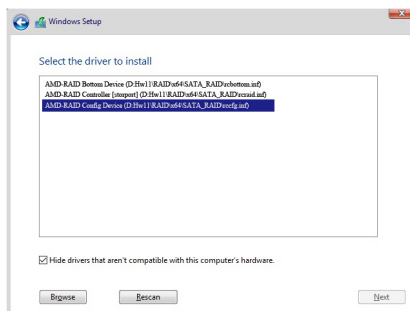 Windows Setup
Select the driver to install
AMD-RAID Bottom Device (D:Hw11\RAID\x64\SATA_RAID\rcbottom.inf)
AMD-RAID Controller [storport] (D:Hw11\RAID\x64\SATA_RAID\rcraid.inf)
AMD-RAID Config Device (D:Hw11\RAID\x64\SATA_RAID\rccfg.inf)
Hide drivers that aren't compatible with this computer's hardware.
Browse Rescan Next